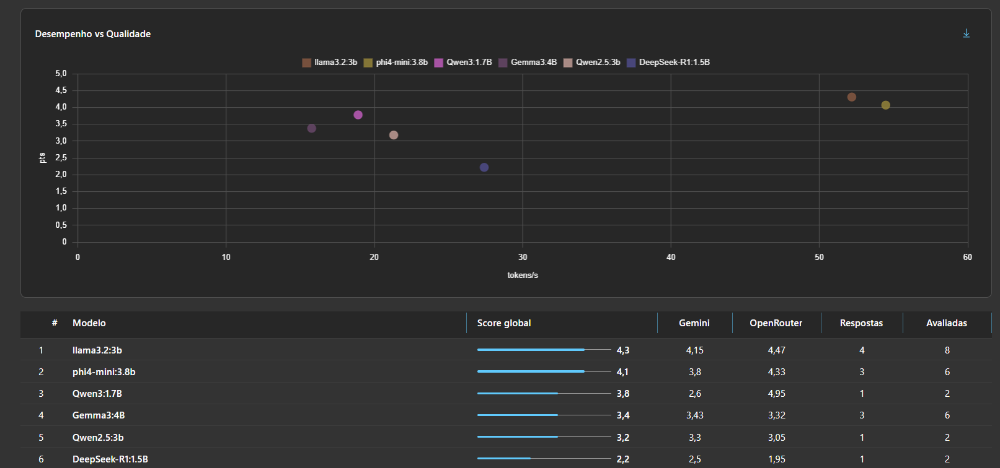 Desempenho vs Qualidade
llama3.2:3b phi4-mini:3.8b Qwen3:1.7B Gemma3:4B Qwen2.5:3b DeepSeek-R1:1.5B
5,0
4,5
4,0
3,5
3,0
2,5
2,0
1,5
1,0
0,5
0
pts
0 10 20 30 40 50 60
tokens/s
# Modelo Score global Gemini OpenRouter Respostas Avaliadas
1 llama3.2:3b 4,3 4,15 4,47 4 8
2 phi4-mini:3.8b 4,1 3,8 4,33 3 6
3 Qwen3:1.7B 3,8 2,6 4,95 1 2
4 Gemma3:4B 3,4 3,43 3,32 3 6
5 Qwen2.5:3b 3,2 3,3 3,05 1 2
6 DeepSeek-R1:1.5B 2,2 2,5 1,95 1 2